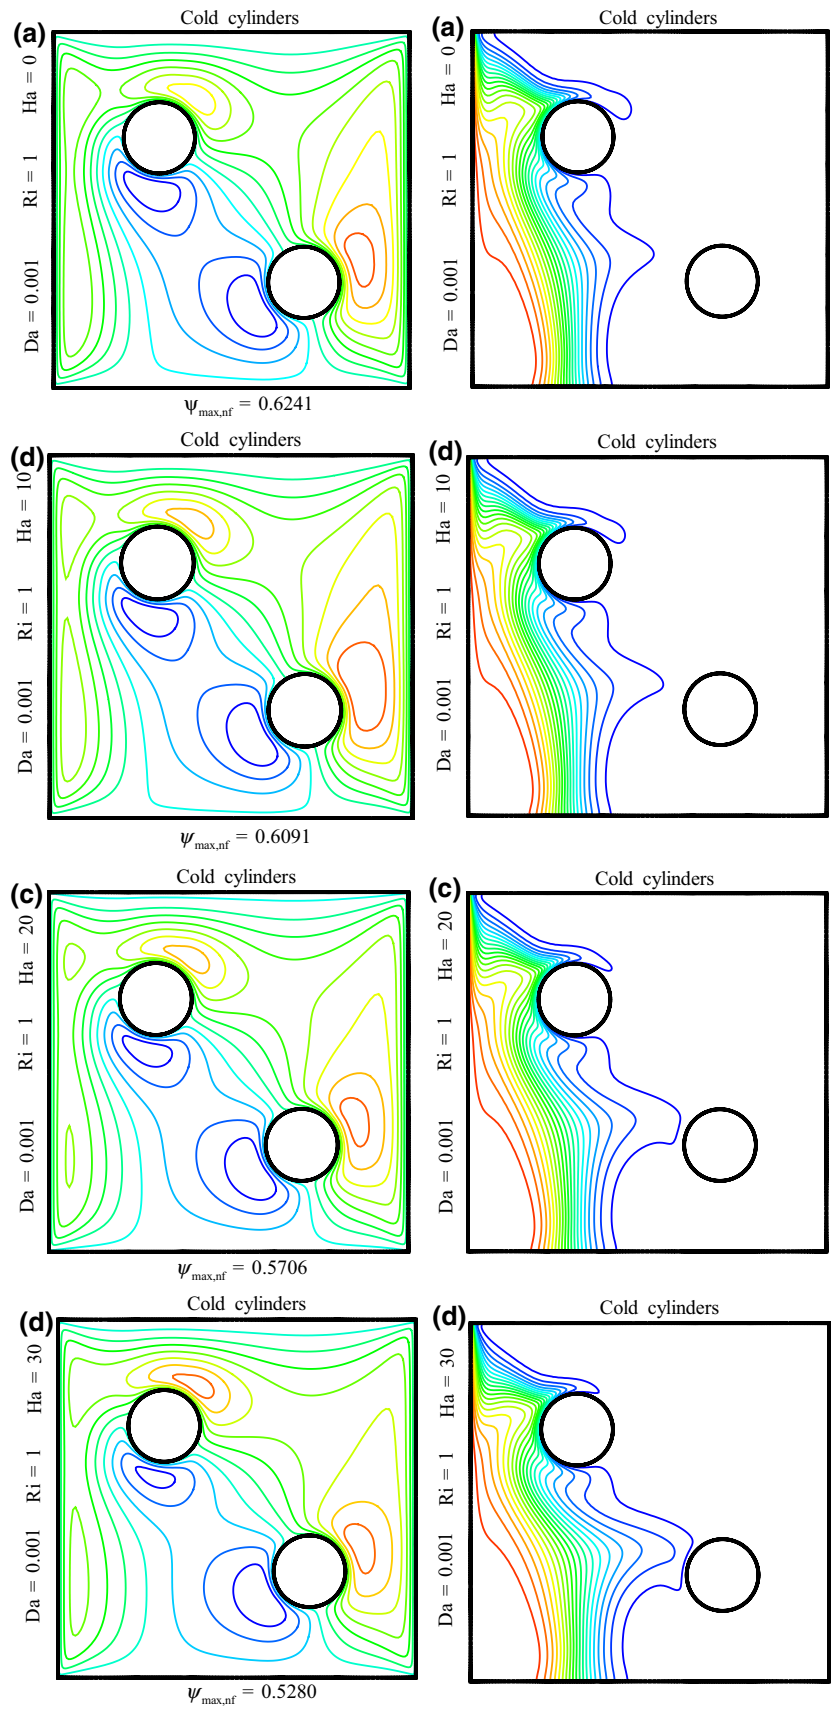 Cold cylinders
(a)
Ha = 0
Ri = 1
Da = 0.001
ψmax,nf = 0.6241
Cold cylinders
(a)
Ha = 0
Ri = 1
Da = 0.001
Cold cylinders
(d)
Ha = 10
Ri = 1
Da = 0.001
ψmax,nf = 0.6091
Cold cylinders
(d)
Ha = 10
Ri = 1
Da = 0.001
Cold cylinders
(c)
Ha = 20
Ri = 1
Da = 0.001
ψmax,nf = 0.5706
Cold cylinders
(c)
Ha = 20
Ri = 1
Da = 0.001
Cold cylinders
(d)
Ha = 30
Ri = 1
Da = 0.001
ψmax,nf = 0.5280
Cold cylinders
(d)
Ha = 30
Ri = 1
Da = 0.001